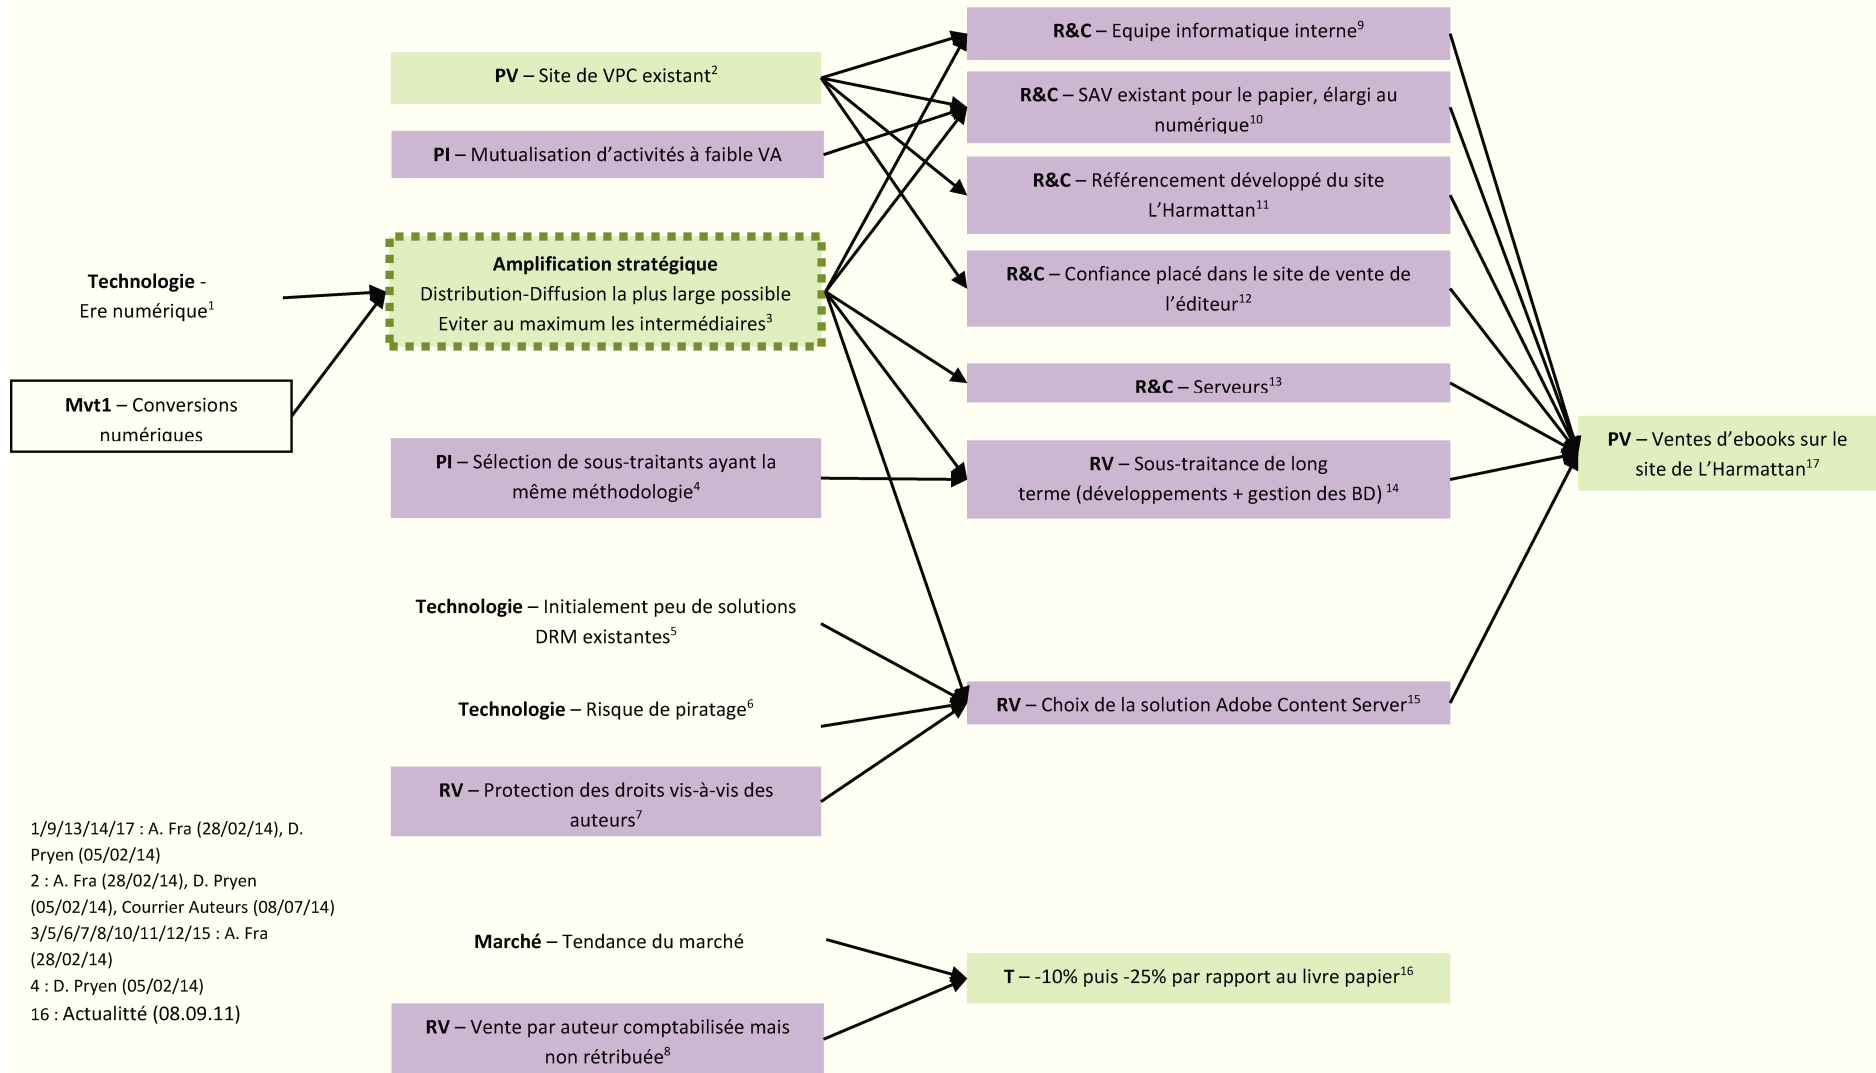 Technologie -
Ere numérique1
Mvt1 – Conversions
numériques
PV – Site de VPC existant2
PI – Mutualisation d’activités à faible VA
Amplification stratégique
Distribution-Diffusion la plus large possible
Eviter au maximum les intermédiaires3
PI – Sélection de sous-traitants ayant la
même méthodologie4
Technologie – Initialement peu de solutions
DRM existantes5
Technologie – Risque de piratage6
RV – Protection des droits vis-à-vis des
auteurs7
Marché – Tendance du marché
RV – Vente par auteur comptabilisée mais
non rétribuée8
R&C – Equipe informatique interne9
R&C – SAV existant pour le papier, élargi au
numérique10
R&C – Référencement développé du site
L’Harmattan11
R&C – Confiance placé dans le site de vente de
l’éditeur12
R&C – Serveurs13
RV – Sous-traitance de long
terme (développements + gestion des BD) 14
RV – Choix de la solution Adobe Content Server15
T – -10% puis -25% par rapport au livre papier16
PV – Ventes d’ebooks sur le
site de L’Harmattan17
1/9/13/14/17 : A. Fra (28/02/14), D.
Pryen (05/02/14)
2 : A. Fra (28/02/14), D. Pryen
(05/02/14), Courrier Auteurs (08/07/14)
3/5/6/7/8/10/11/12/15 : A. Fra
(28/02/14)
4 : D. Pryen (05/02/14)
16 : Actualitté (08.09.11)